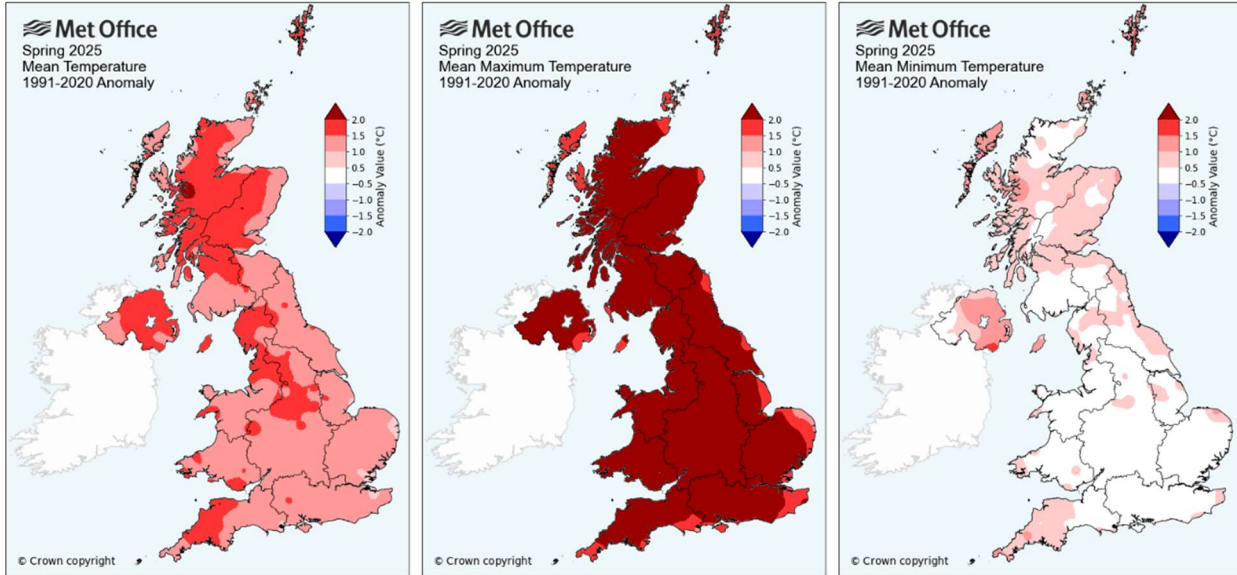 Met Office
Spring 2025
Mean Temperature
1991-2020 Anomaly
2.0
1.5
1.0
0.5
−0.5
−1.0
−1.5
−2.0
Anomaly Value (°C)
© Crown copyright
Met Office
Spring 2025
Mean Maximum Temperature
1991-2020 Anomaly
2.0
1.5
1.0
0.5
−0.5
−1.0
−1.5
−2.0
Anomaly Value (°C)
© Crown copyright
Met Office
Spring 2025
Mean Minimum Temperature
1991-2020 Anomaly
2.0
1.5
1.0
0.5
−0.5
−1.0
−1.5
−2.0
Anomaly Value (°C)
© Crown copyright